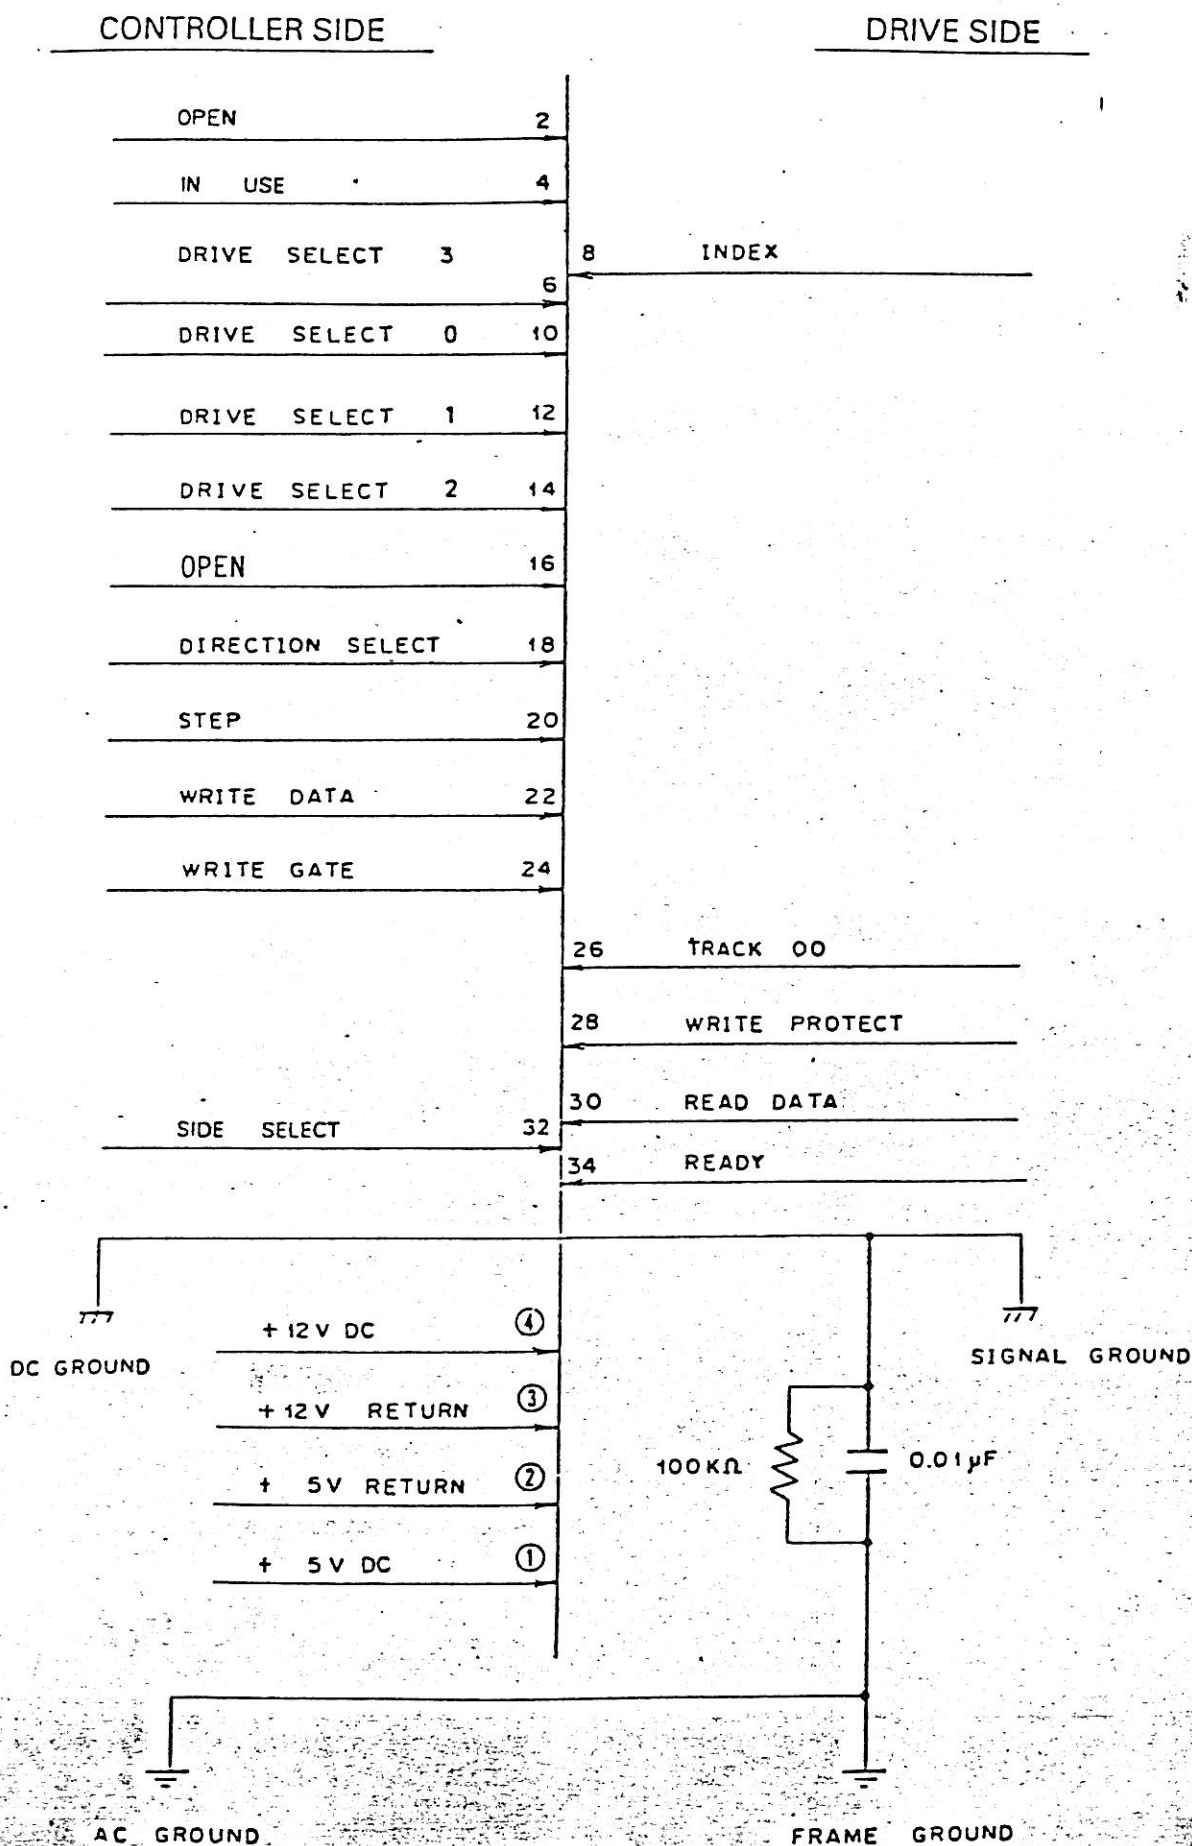 CONTROLLER SIDE
DRIVE SIDE
OPEN 2
IN USE 4
DRIVE SELECT 3
8 INDEX
6
DRIVE SELECT 0 10
DRIVE SELECT 1 12
DRIVE SELECT 2 14
OPEN 16
DIRECTION SELECT 18
STEP 20
WRITE DATA 22
WRITE GATE 24
26 TRACK 00
28 WRITE PROTECT
30 READ DATA
SIDE SELECT 32
34 READY
+12V DC ④
DC GROUND
SIGNAL GROUND
+12V RETURN ③
100KΩ
0.01μF
+ 5V RETURN ②
+ 5V DC ①
AC GROUND
FRAME GROUND